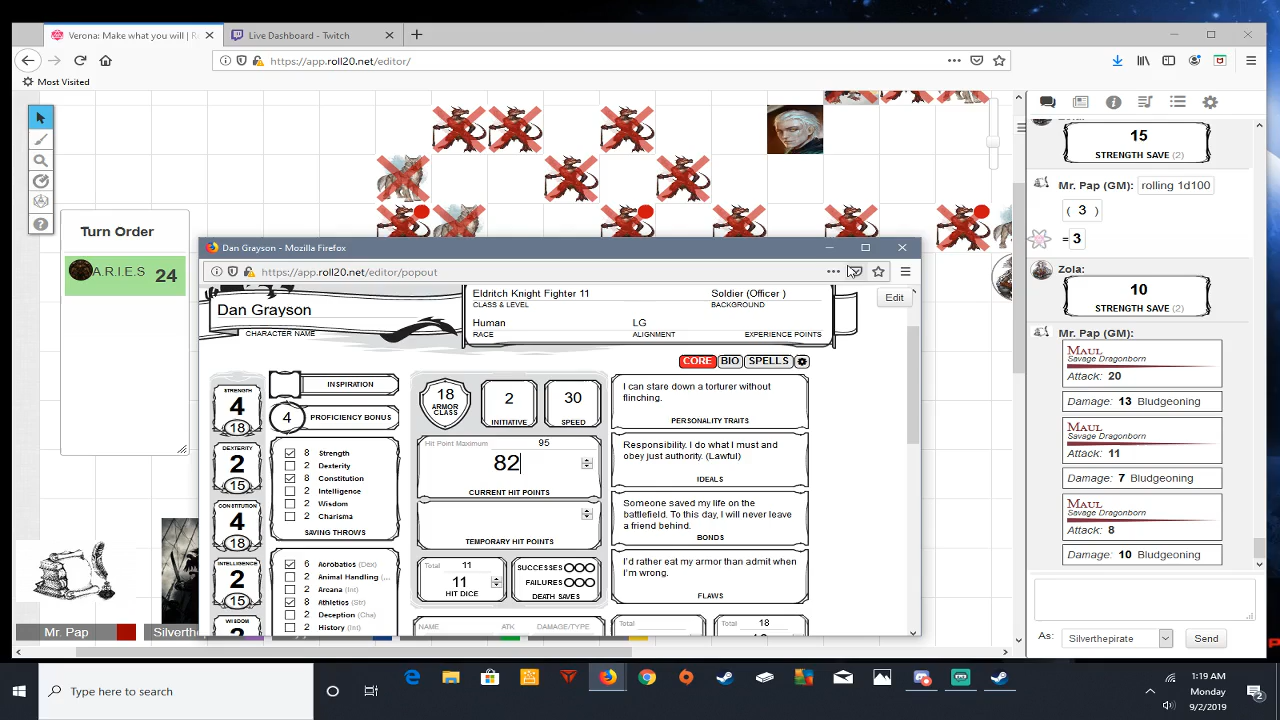 Verona: Make what you will | R
Live Dashboard - Twitch
https://app.roll20.net/editor/
Most Visited
Turn Order
A.R.I.E.S 24
Dan Grayson - Mozilla Firefox
https://app.roll20.net/editor/popout
Edit
Dan Grayson
CHARACTER NAME
Eldritch Knight Fighter 11
CLASS & LEVEL
Soldier (Officer )
BACKGROUND
Human
RACE
LG
ALIGNMENT
EXPERIENCE POINTS
CORE
BIO
SPELLS
STRENGTH
4
18
DEXTERITY
2
15
CONSTITUTION
4
18
INTELLIGENCE
2
15
WISDOM
INSPIRATION
4 PROFICIENCY BONUS
8 Strength
2 Dexterity
8 Constitution
2 Intelligence
2 Wisdom
2 Charisma
SAVING THROWS
6 Acrobatics (Dex)
2 Animal Handling (...
2 Arcana (Int)
8 Athletics (Str)
2 Deception (Cha)
2 History (Int)
18
ARMOR
CLASS
2
INITIATIVE
30
SPEED
Hit Point Maximum 95
82
CURRENT HIT POINTS
TEMPORARY HIT POINTS
Total 11
11
HIT DICE
SUCCESSES
FAILURES
DEATH SAVES
NAME ATK DAMAGE/TYPE
I can stare down a torturer without
flinching.
PERSONALITY TRAITS
Responsibility. I do what I must and
obey just authority. (Lawful)
IDEALS
Someone saved my life on the
battlefield. To this day, I will never leave
a friend behind.
BONDS
I'd rather eat my armor than admit when
I'm wrong.
FLAWS
Total
Total 18
Zola:
15
STRENGTH SAVE (2)
Mr. Pap (GM): rolling 1d100
( 3 )
=3
Zola:
10
STRENGTH SAVE (2)
Mr. Pap (GM):
MAUL
Savage Dragonborn
Attack: 20
Damage: 13 Bludgeoning
MAUL
Savage Dragonborn
Attack: 11
Damage: 7 Bludgeoning
MAUL
Savage Dragonborn
Attack: 8
Damage: 10 Bludgeoning
As: Silverthepirate
Send
Mr. Pap
Silverthep
Type here to search
1:19 AM
Monday
9/2/2019
2